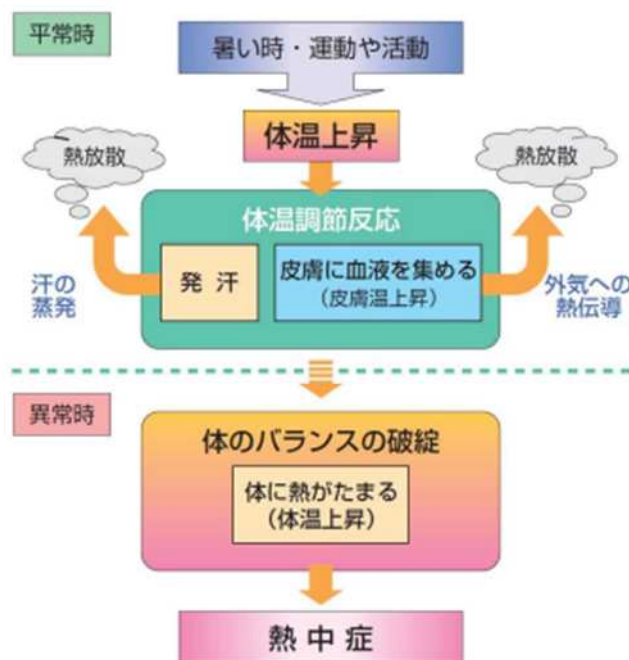 平常時
暑い時・運動や活動
体温上昇
熱放散
熱放散
体温調節反応
発汗
皮膚に血液を集める
（皮膚温上昇）
汗の
蒸発
外気への
熱伝導
異常時
体のバランスの破綻
体に熱がたまる
（体温上昇）
熱中症